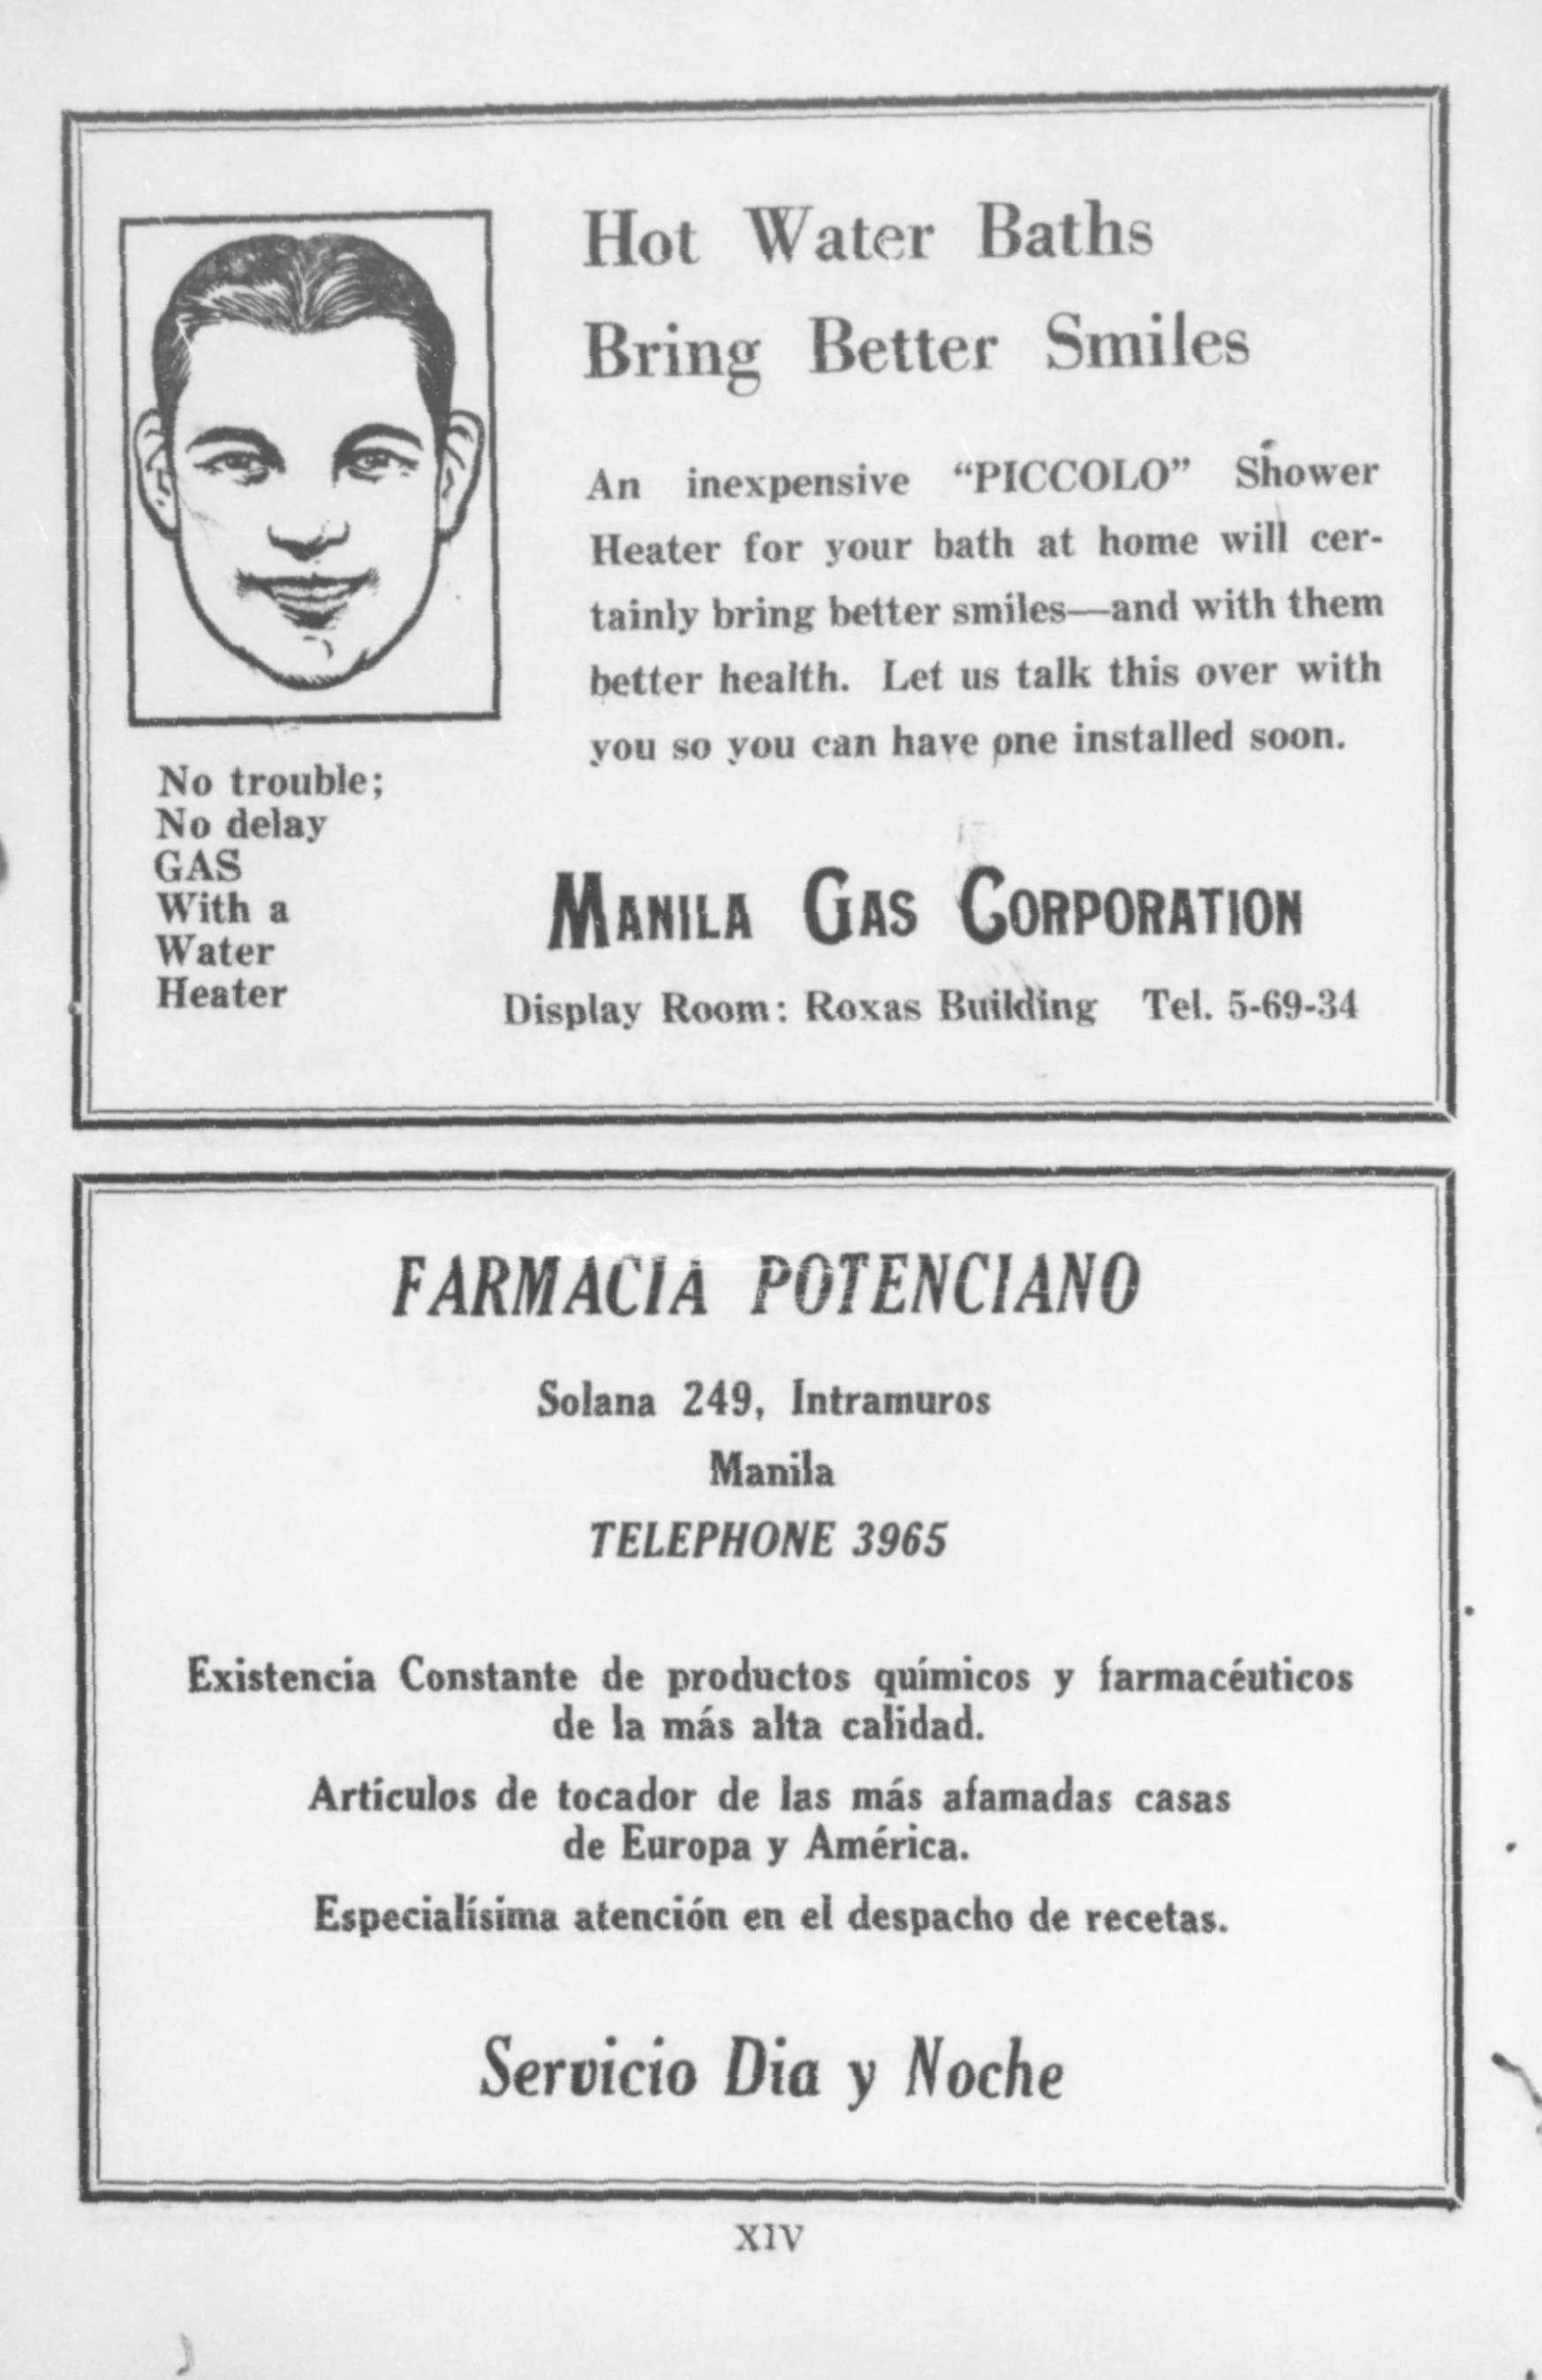 Hot Water Baths
Bring Better Smiles
An inexpensive “PICCOLO” Shower
Heater for your bath at home will cer-
tainly bring better smiles—and with them
better health. Let us talk this over with
you so you can have one installed soon.
No trouble;
No delay
GAS
With a
Water
Heater
MANILA GAS CORPORATION
Display Room: Roxas Building Tel. 5-69-34
FARMACIA POTENCIANO
Solana 249, Intramuros
Manila
TELEPHONE 3965
Existencia Constante de productos químicos y farmacéuticos
de la más alta calidad.
Artículos de tocador de las más afamadas casas
de Europa y América.
Especialísima atención en el despacho de recetas.
Servicio Dia y Noche
XIV